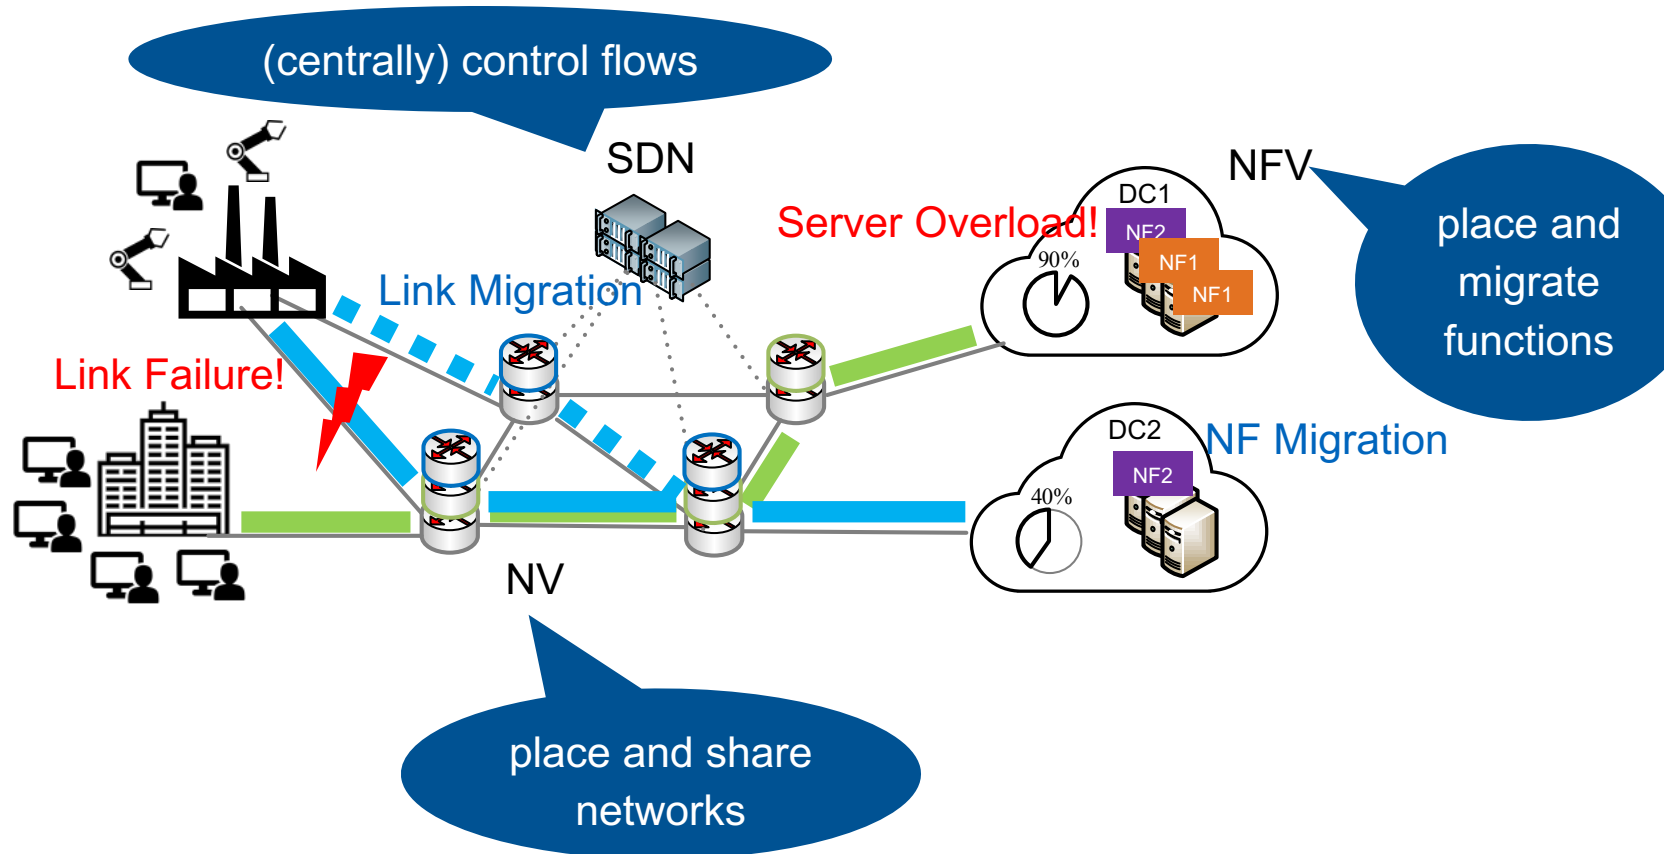 (centrally) control flows
SDN
NFV
DC1
Server Overload!
NF2
place and
migrate
functions
90%
NF1
NF1
Link Migration
Link Failure!
DC2
NF Migration
NF2
40%
NV
place and share
networks